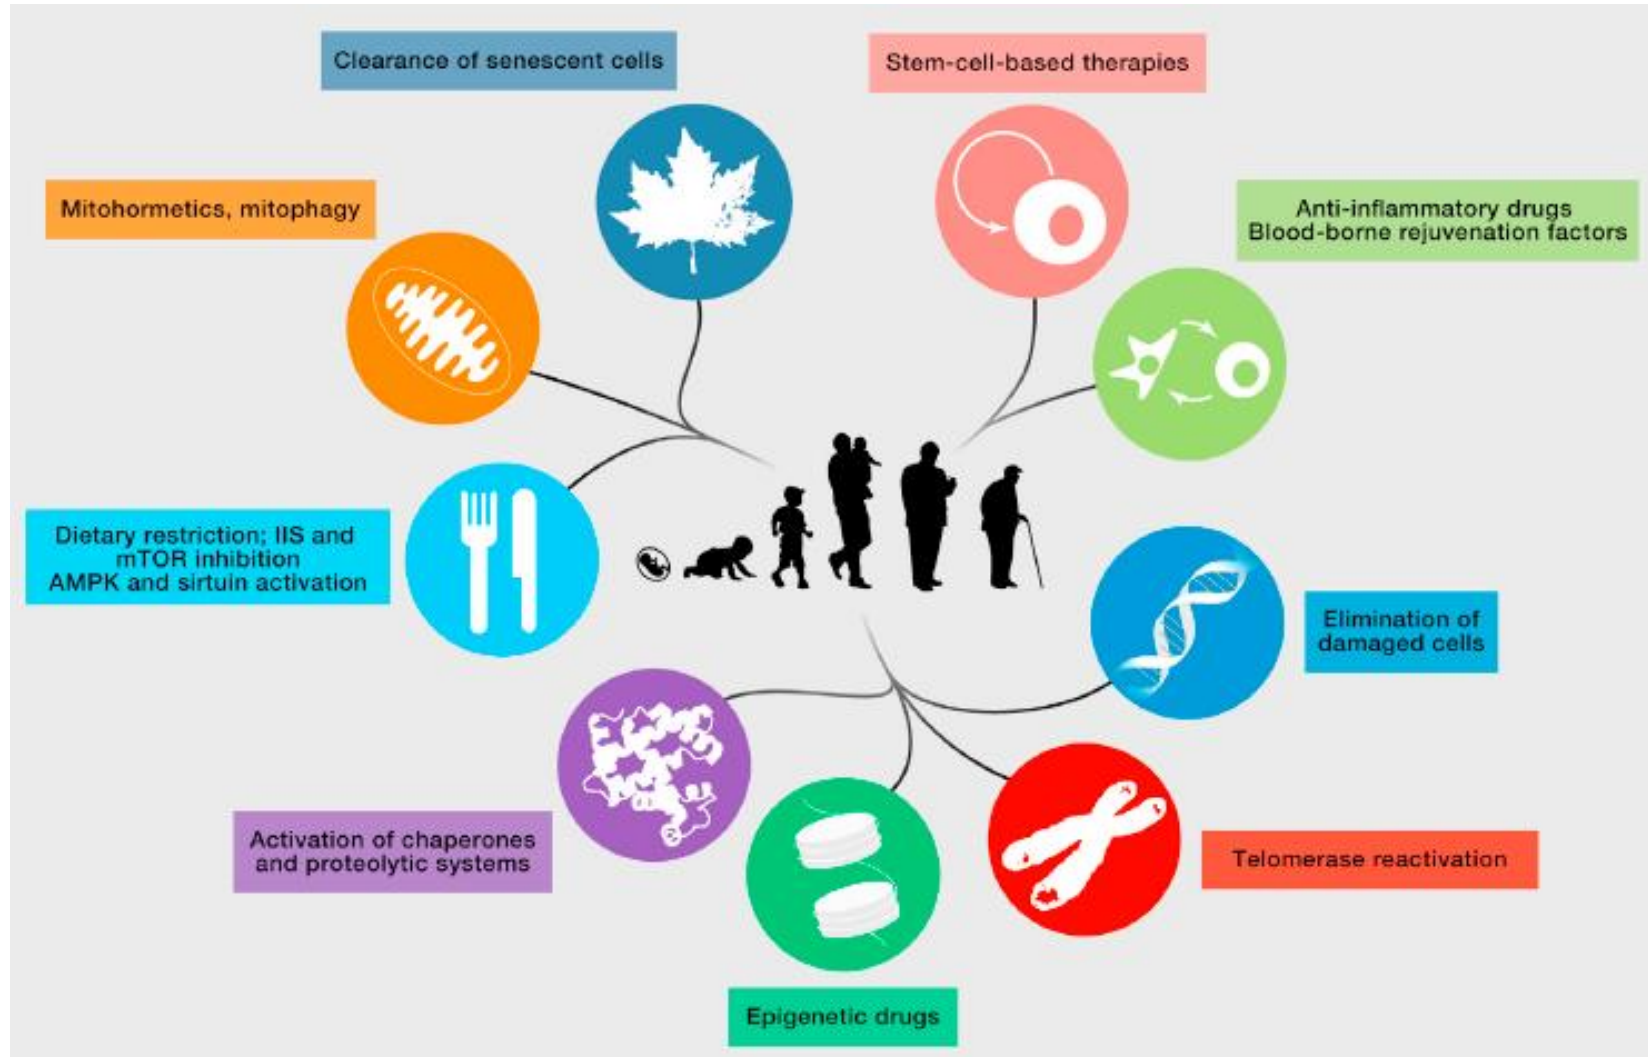 Clearance of senescent cells
Stem-cell-based therapies
Mitohormetics, mitophagy
Anti-inflammatory drugs
Blood-borne rejuvenation factors
Dietary restriction; IIS and
mTOR inhibition
AMPK and sirtuin activation
Elimination of
damaged cells
Activation of chaperones
and proteolytic systems
Telomerase reactivation
Epigenetic drugs